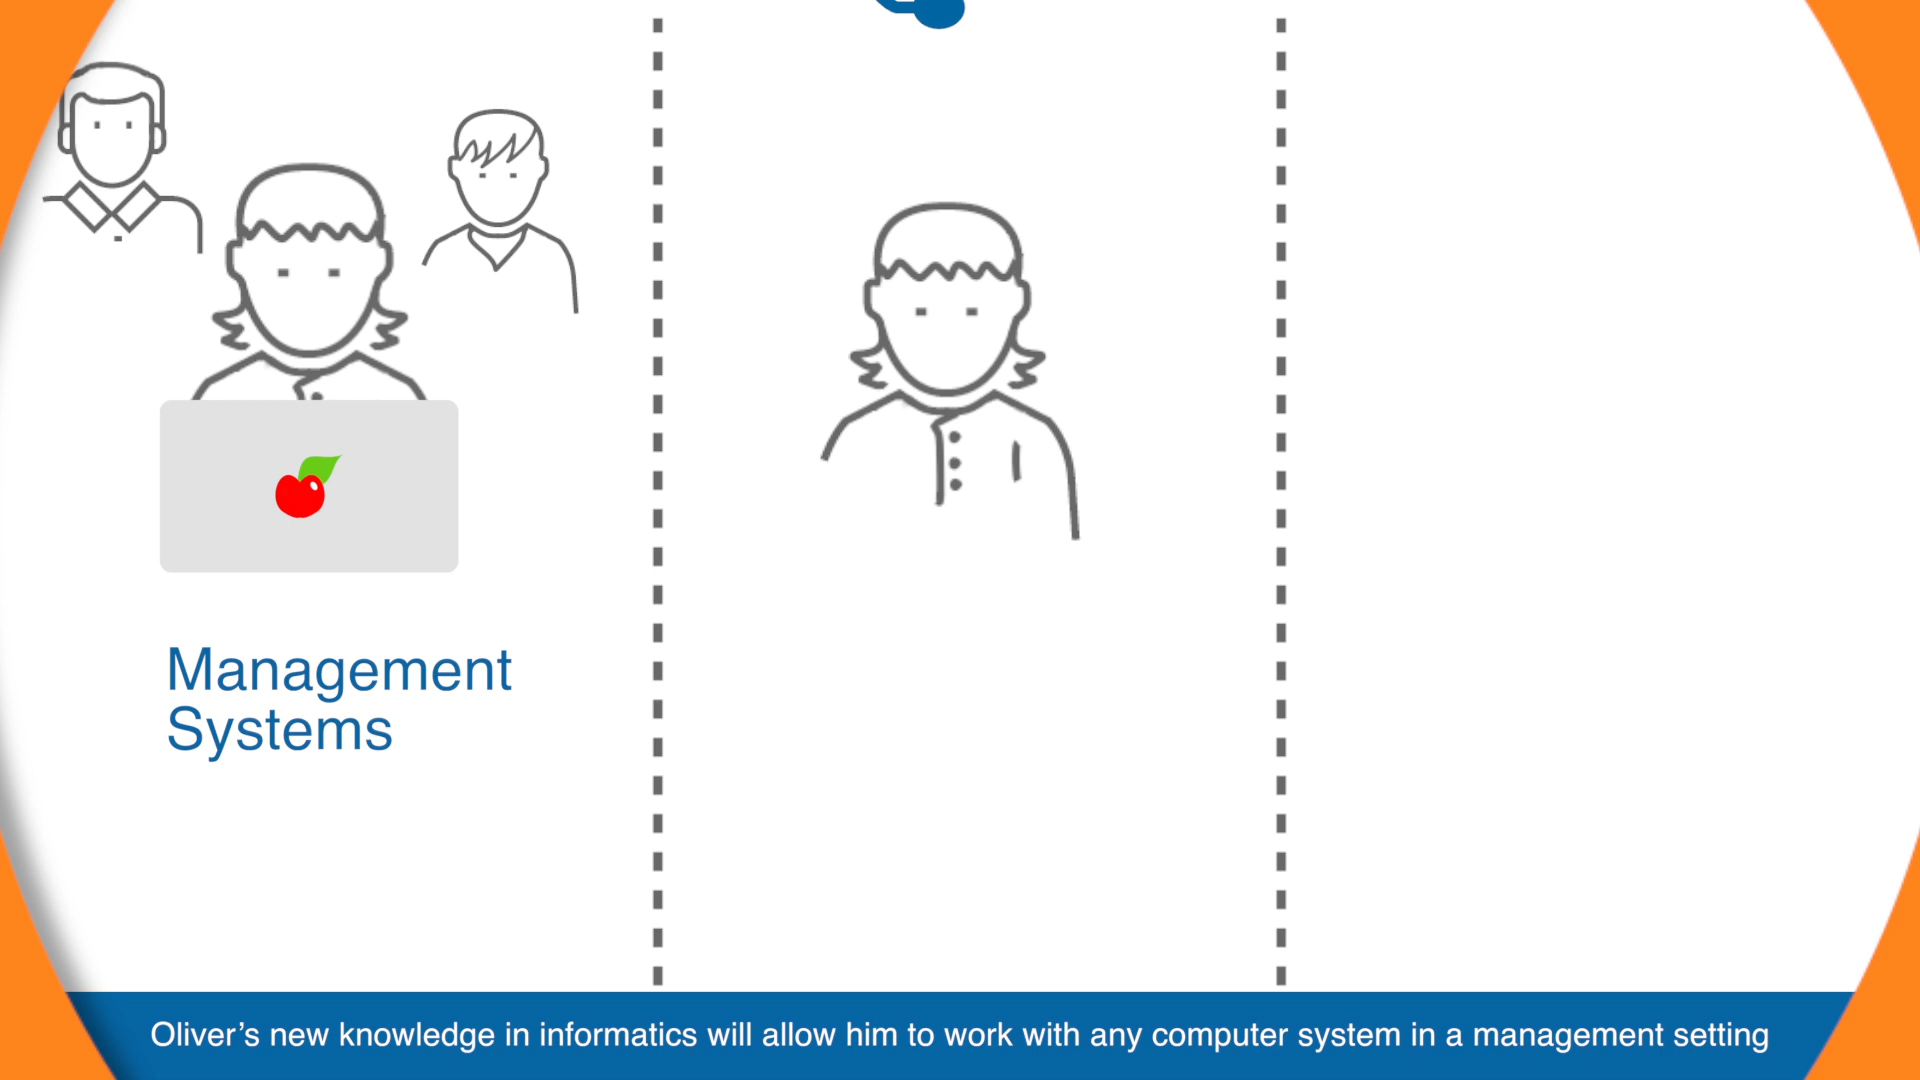 Management
Systems
Oliver’s new knowledge in informatics will allow him to work with any computer system in a management setting